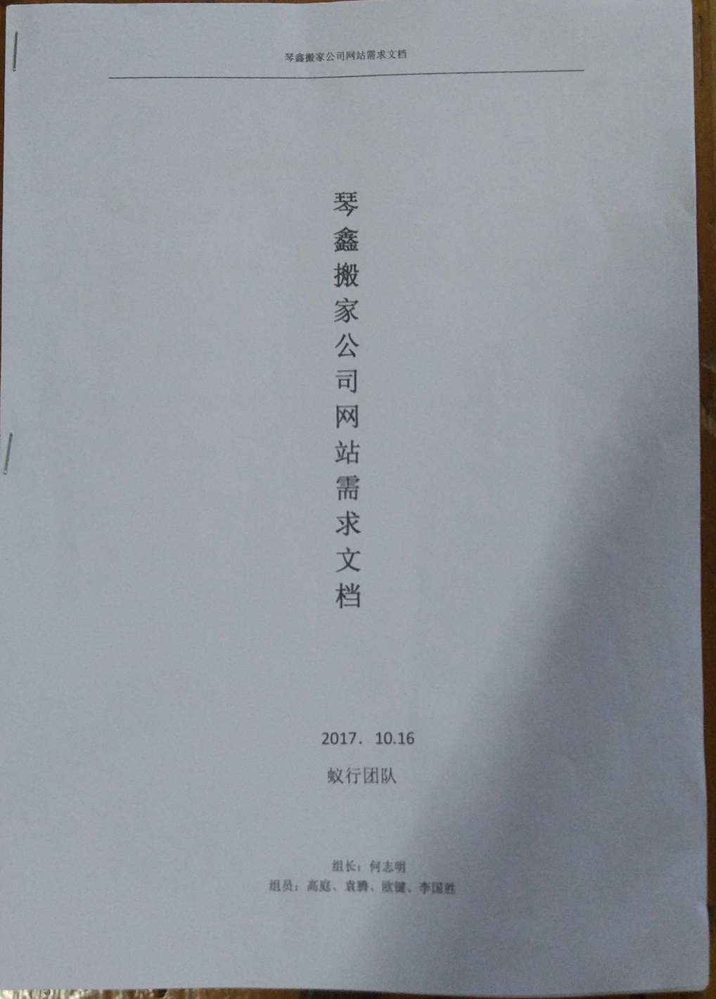 琴鑫搬家公司网站需求文档
琴鑫搬家公司网站需求文档
2017. 10.16
蚁行团队
组长：何志明
组员：高庭、袁腾、欧键、李国胜